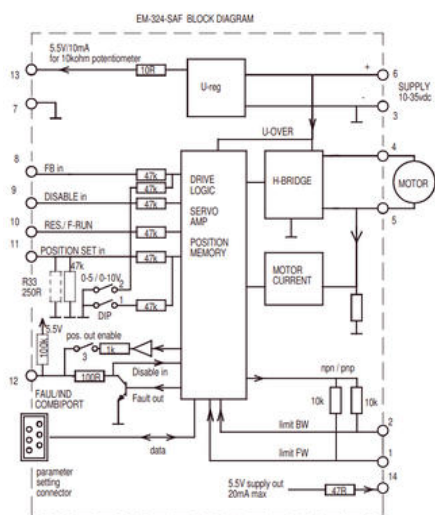 EM-324-SAF BLOCK DIAGRAM
5.5V/10mA
for 10kohm potentiometer
13
10R
U-reg
+
6
SUPPLY
10-35vdc
7
-
3
U-OVER
4
8
FB in
47k
47k
DRIVE
LOGIC
H-BRIDGE
MOTOR
9
DISABLE in
47k
SERVO
AMP
10
RES./ F-RUN
47k
5
POSITION
MEMORY
11
POSITION SET in
47k
MOTOR
CURRENT
R33
250R
47k
0-5 / 0-10V
2
1
47k
DIP
5.5V
pos. out enable
100k
3
1k
Disable in
npn / pnp
12
100R
10k
10k
FAUL/IND
COMBIPORT
Fault out
limit BW
2
data
limit FW
1
parameter
setting
connector
5.5V supply out
20mA max
47R
14